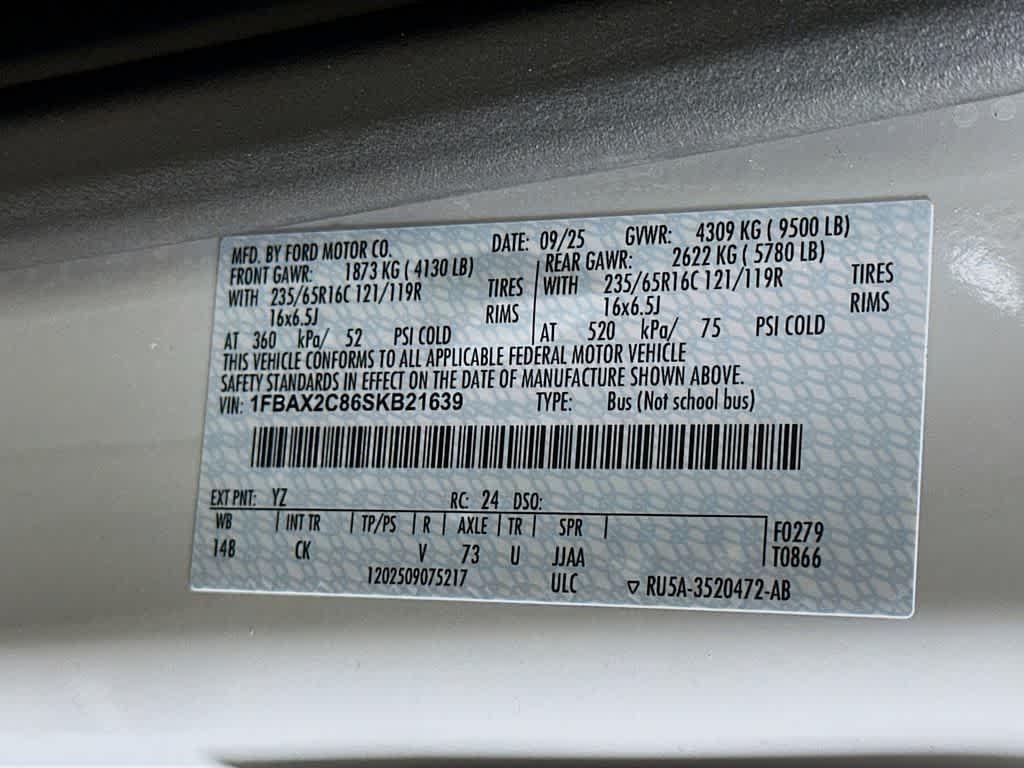 MFD. BY FORD MOTOR CO. DATE: 09/25 GVWR: 4309 KG ( 9500 LB)
FRONT GAWR: 1873 KG ( 4130 LB) REAR GAWR: 2622 KG ( 5780 LB)
WITH 235/65R16C 121/119R TIRES WITH 235/65R16C 121/119R TIRES
16x6.5J RIMS 16x6.5J RIMS
AT 360 kPa/ 52 PSI COLD AT 520 kPa/ 75 PSI COLD
THIS VEHICLE CONFORMS TO ALL APPLICABLE FEDERAL MOTOR VEHICLE
SAFETY STANDARDS IN EFFECT ON THE DATE OF MANUFACTURE SHOWN ABOVE.
VIN: 1FBAX2C86SKB21639 TYPE: Bus (Not school bus)
EXT PNT: YZ RC: 24 DSO:
WB INT TR TP/PS R AXLE TR SPR F0279
148 CK V 73 U JJAA T0866
1202509075217 ULC RU5A-3520472-AB